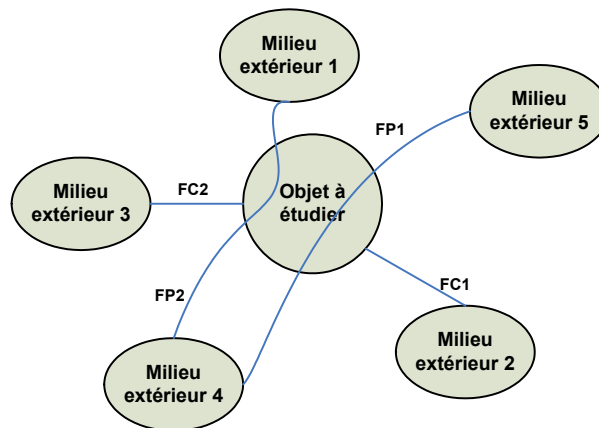 Milieu
extérieur 1
Milieu
extérieur 5
FP1
Objet à
étudier
Milieu
extérieur 3
FC2
FP2
FC1
Milieu
extérieur 2
Milieu
extérieur 4